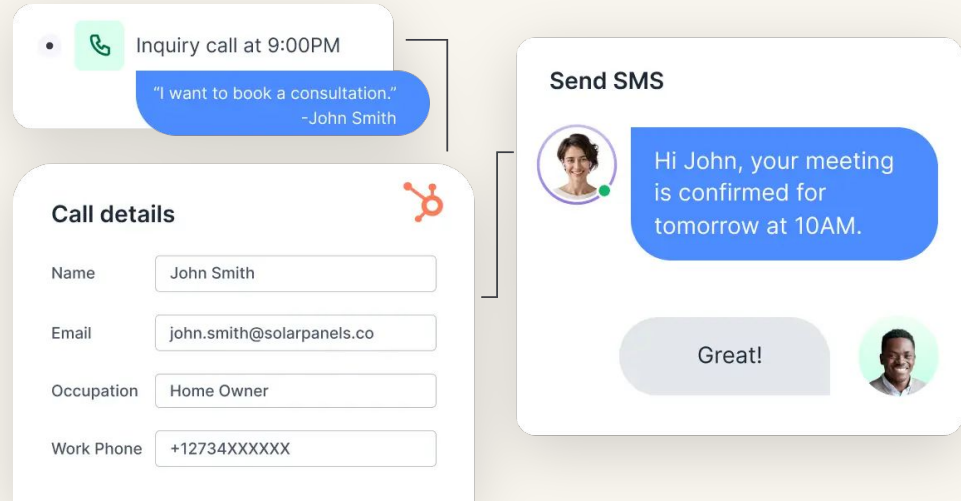 Inquiry call at 9:00PM
“I want to book a consultation.”
-John Smith
Call details
Name
John Smith
Email
john.smith@solarpanels.co
Occupation
Home Owner
Work Phone
+12734XXXXXX
Send SMS
Hi John, your meeting
is confirmed for
tomorrow at 10AM.
Great!